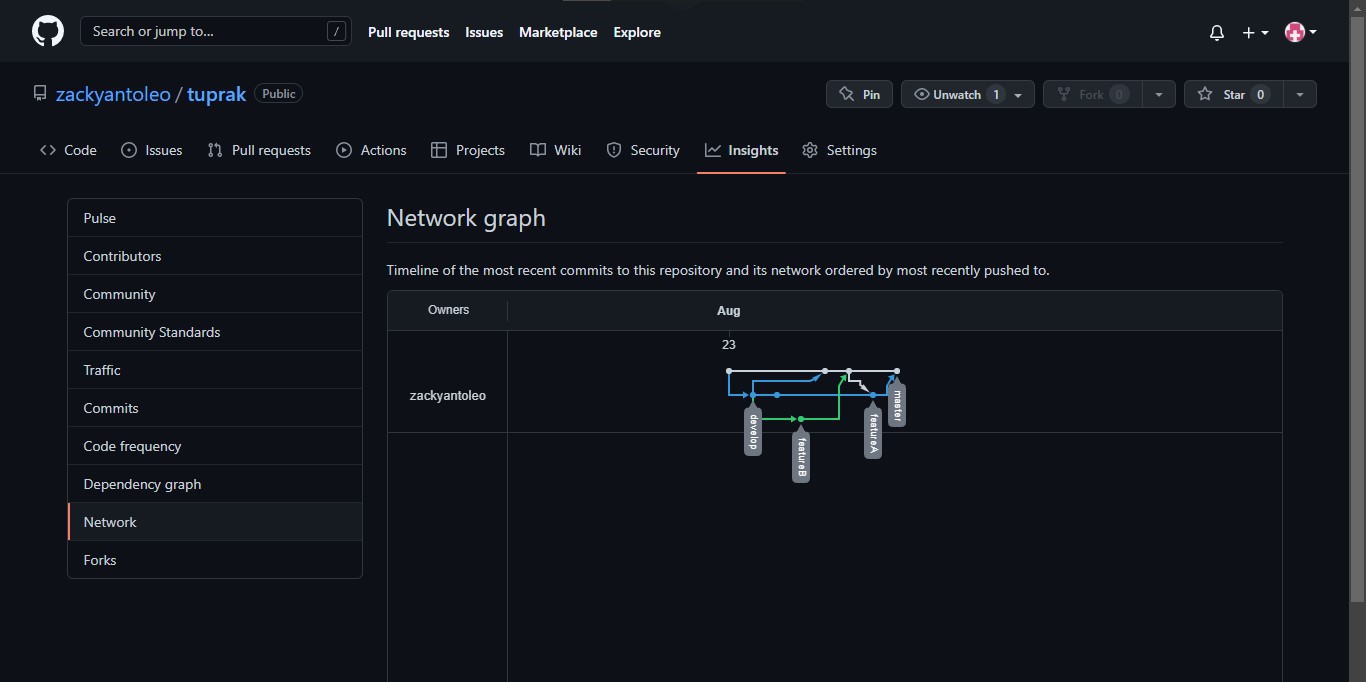 Search or jump to... /
Pull requests Issues Marketplace Explore
zackyantoleo / tuprak Public
Pin
Unwatch 1
Fork 0
Star 0
Code Issues Pull requests Actions Projects Wiki Security Insights Settings
Pulse
Contributors
Community
Community Standards
Traffic
Commits
Code frequency
Dependency graph
Network
Forks
Network graph
Timeline of the most recent commits to this repository and its network ordered by most recently pushed to.
Owners
Aug
23
zackyantoleo
develop
featureB
featureA
master